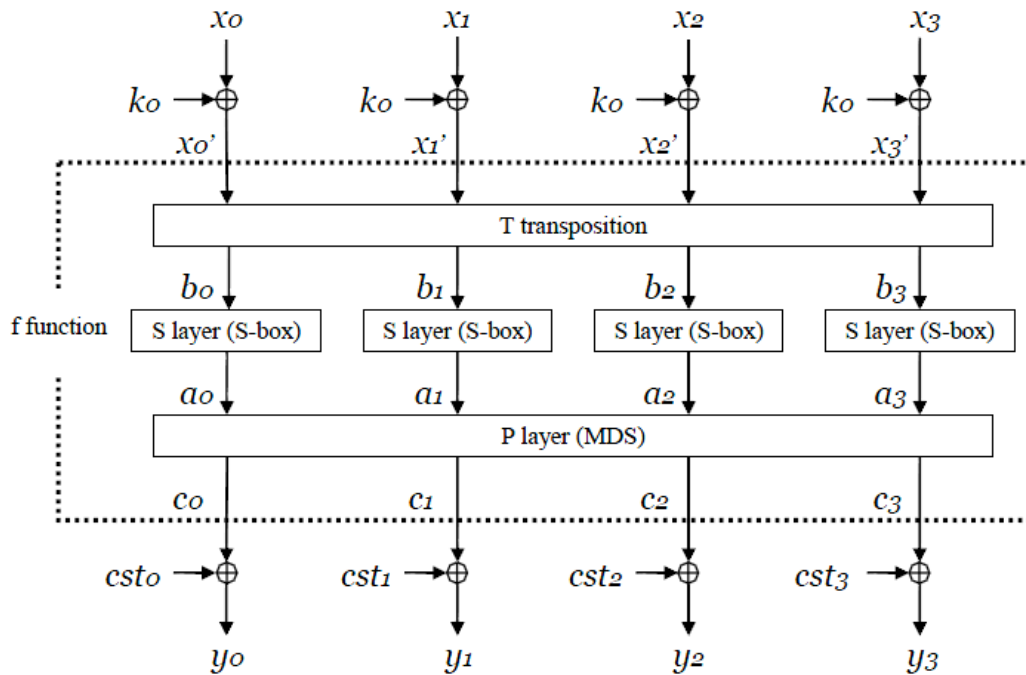 x0 x1 x2 x3
k0 k0 k0 k0
x0' x1' x2' x3'
T transposition
b0 b1 b2 b3
f function
S layer (S-box) S layer (S-box) S layer (S-box) S layer (S-box)
a0 a1 a2 a3
P layer (MDS)
c0 c1 c2 c3
cst0 cst1 cst2 cst3
y0 y1 y2 y3